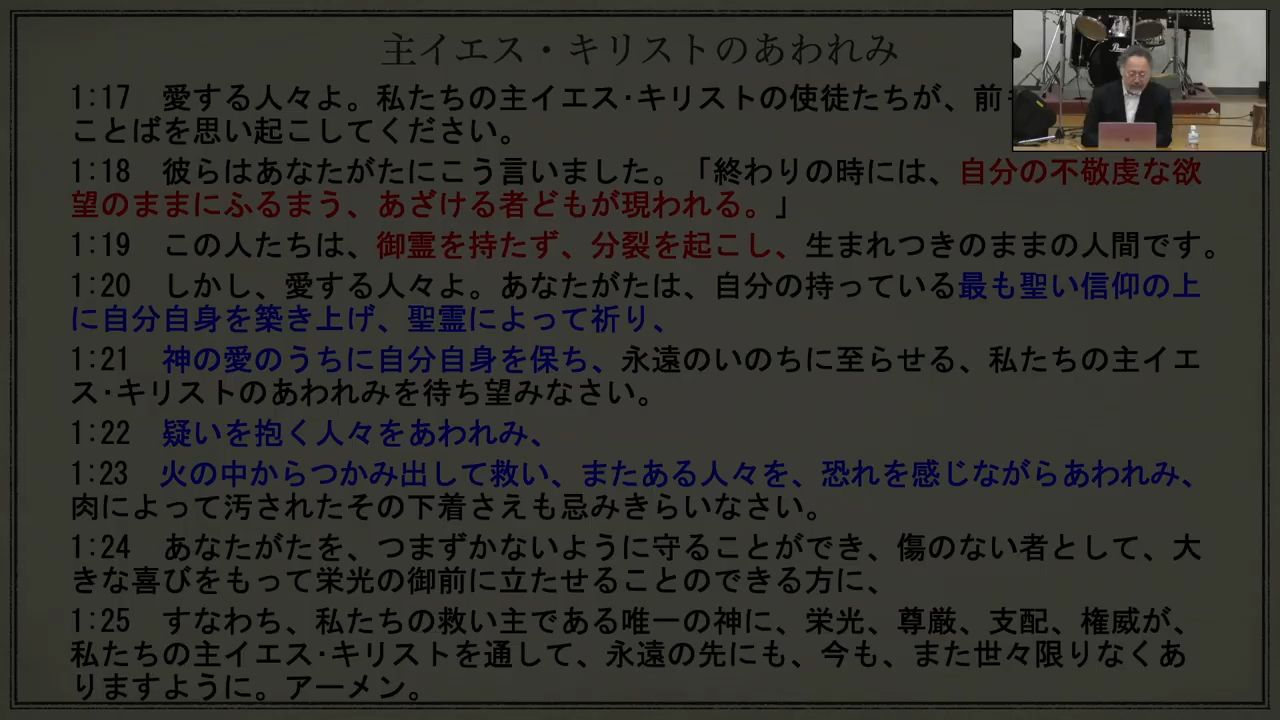 主イエス・キリストのあわれみ
1:17　愛する人々よ。私たちの主イエス･キリストの使徒たちが、前
ことばを思い起こしてください。
1:18　彼らはあなたがたにこう言いました。「終わりの時には、自分の不敬虔な欲
望のままにふるまう、あざける者どもが現われる。」
1:19　この人たちは、御霊を持たず、分裂を起こし、生まれつきのままの人間です。
1:20　しかし、愛する人々よ。あなたがたは、自分の持っている最も聖い信仰の上
に自分自身を築き上げ、聖霊によって祈り、
1:21　神の愛のうちに自分自身を保ち、永遠のいのちに至らせる、私たちの主イエ
ス･キリストのあわれみを待ち望みなさい。
1:22　疑いを抱く人々をあわれみ、
1:23　火の中からつかみ出して救い、またある人々を、恐れを感じながらあわれみ、
肉によって汚されたその下着さえも忌みきらいなさい。
1:24　あなたがたを、つまずかないように守ることができ、傷のない者として、大
きな喜びをもって栄光の御前に立たせることのできる方に、
1:25　すなわち、私たちの救い主である唯一の神に、栄光、尊厳、支配、権威が、
私たちの主イエス･キリストを通して、永遠の先にも、今も、また世々限りなくあ
りますように。アーメン。